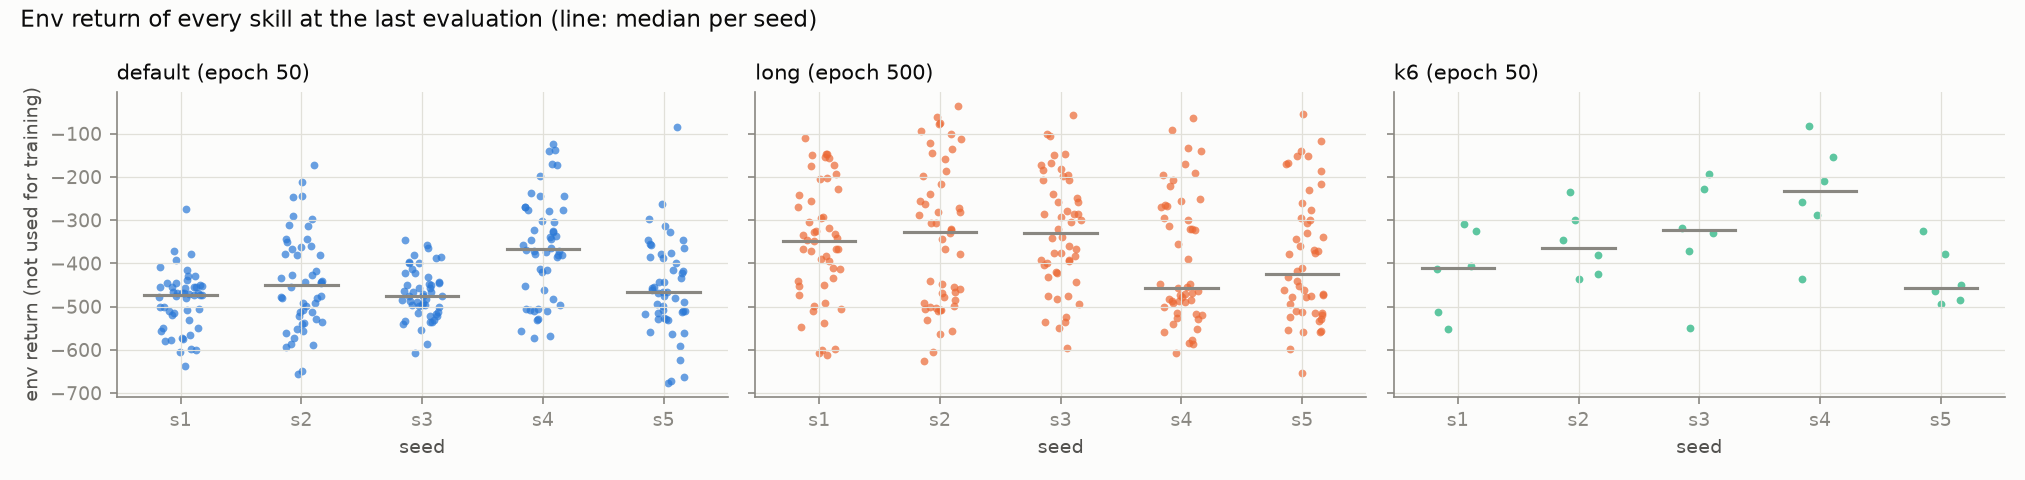 Env return of every skill at the last evaluation (line: median per seed)
default (epoch 50)
long (epoch 500)
k6 (epoch 50)
env return (not used for training)
−100
−200
−300
−400
−500
−600
−700
s1 s2 s3 s4 s5
s1 s2 s3 s4 s5
s1 s2 s3 s4 s5
seed
seed
seed